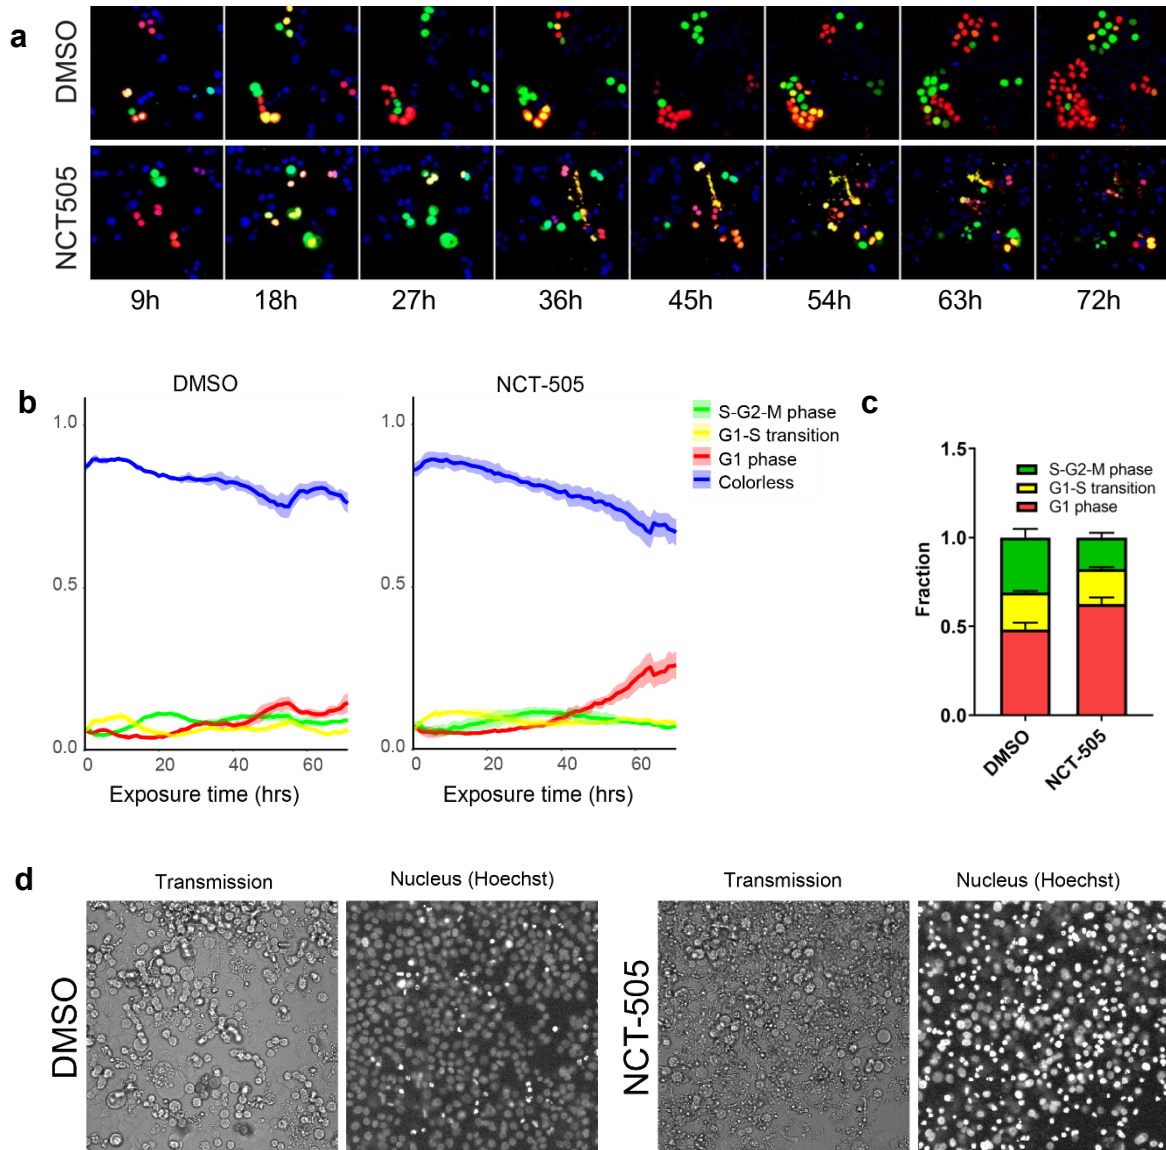 a
DMSO
NCT505
9h 18h 27h 36h 45h 54h 63h 72h
b
DMSO
1.0
0.5
0.0
0 20 40 60
Exposure time (hrs)
NCT-505
1.0
0.5
0.0
0 20 40 60
Exposure time (hrs)
S-G2-M phase
G1-S transition
G1 phase
Colorless
c
Fraction
1.5
1.0
0.5
0.0
S-G2-M phase
G1-S transition
G1 phase
DMSO
NCT-505
d
DMSO
Transmission
Nucleus (Hoechst)
NCT-505
Transmission
Nucleus (Hoechst)